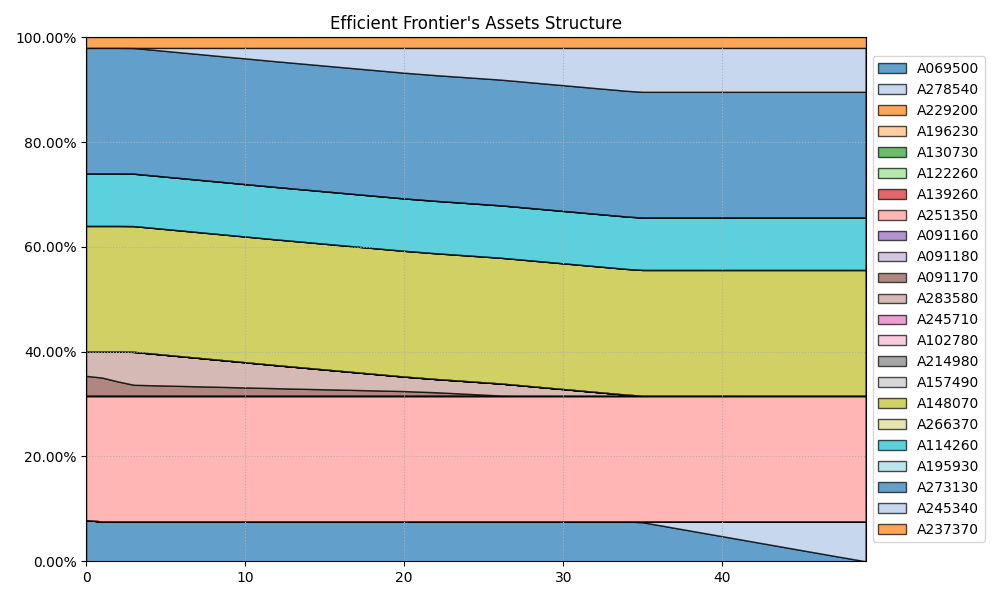 Efficient Frontier's Assets Structure
100.00%
80.00%
60.00%
40.00%
20.00%
0.00%
0
10
20
30
40
A069500
A278540
A229200
A196230
A130730
A122260
A139260
A251350
A091160
A091180
A091170
A283580
A245710
A102780
A214980
A157490
A148070
A266370
A114260
A195930
A273130
A245340
A237370